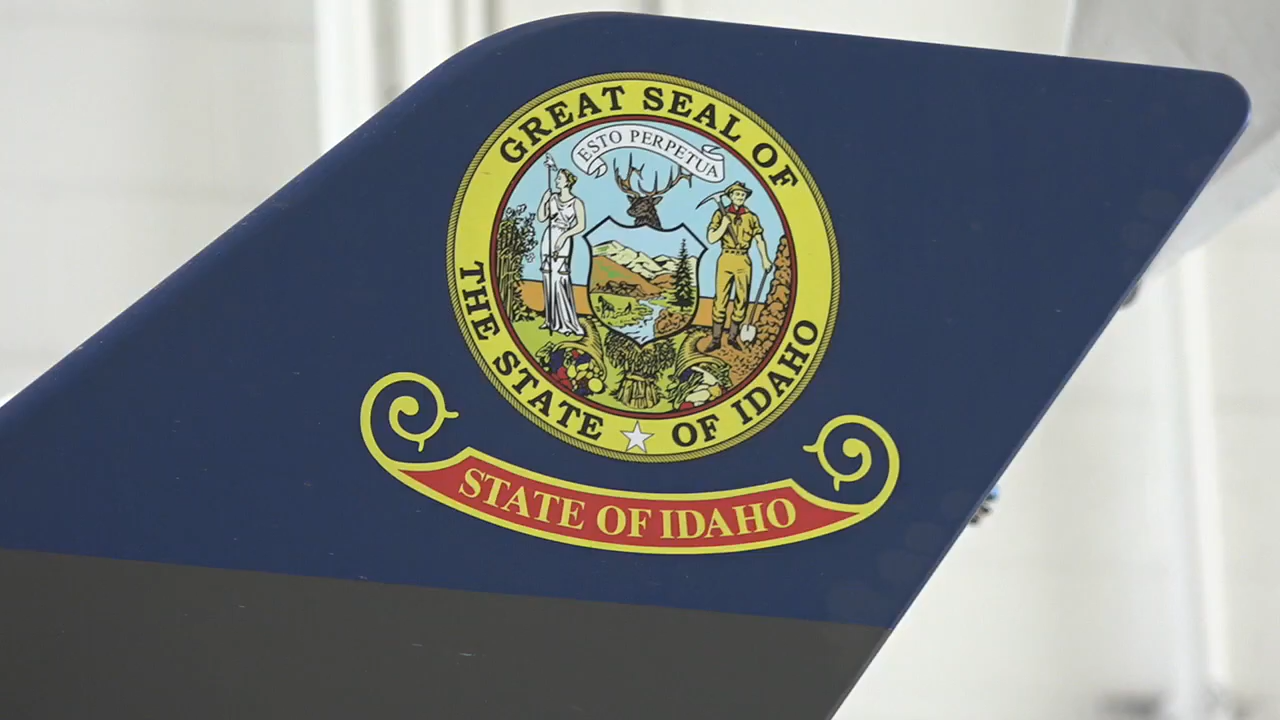 GREAT SEAL OF
THE STATE ★ OF IDAHO
ESTO PERPETUA
STATE OF IDAHO